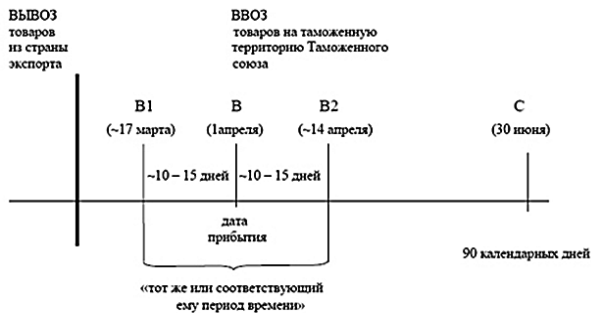 ВЫВОЗ
товаров
из страны
экспорта
ВВОЗ
товаров на таможенную
территорию Таможенного
союза
В1
(~17 марта)
В
(1апреля)
В2
(~14 апреля)
С
(30 июня)
~10 – 15 дней
~10 – 15 дней
дата
прибытия
90 календарных дней
«тот же или соответствующий
ему период времени»